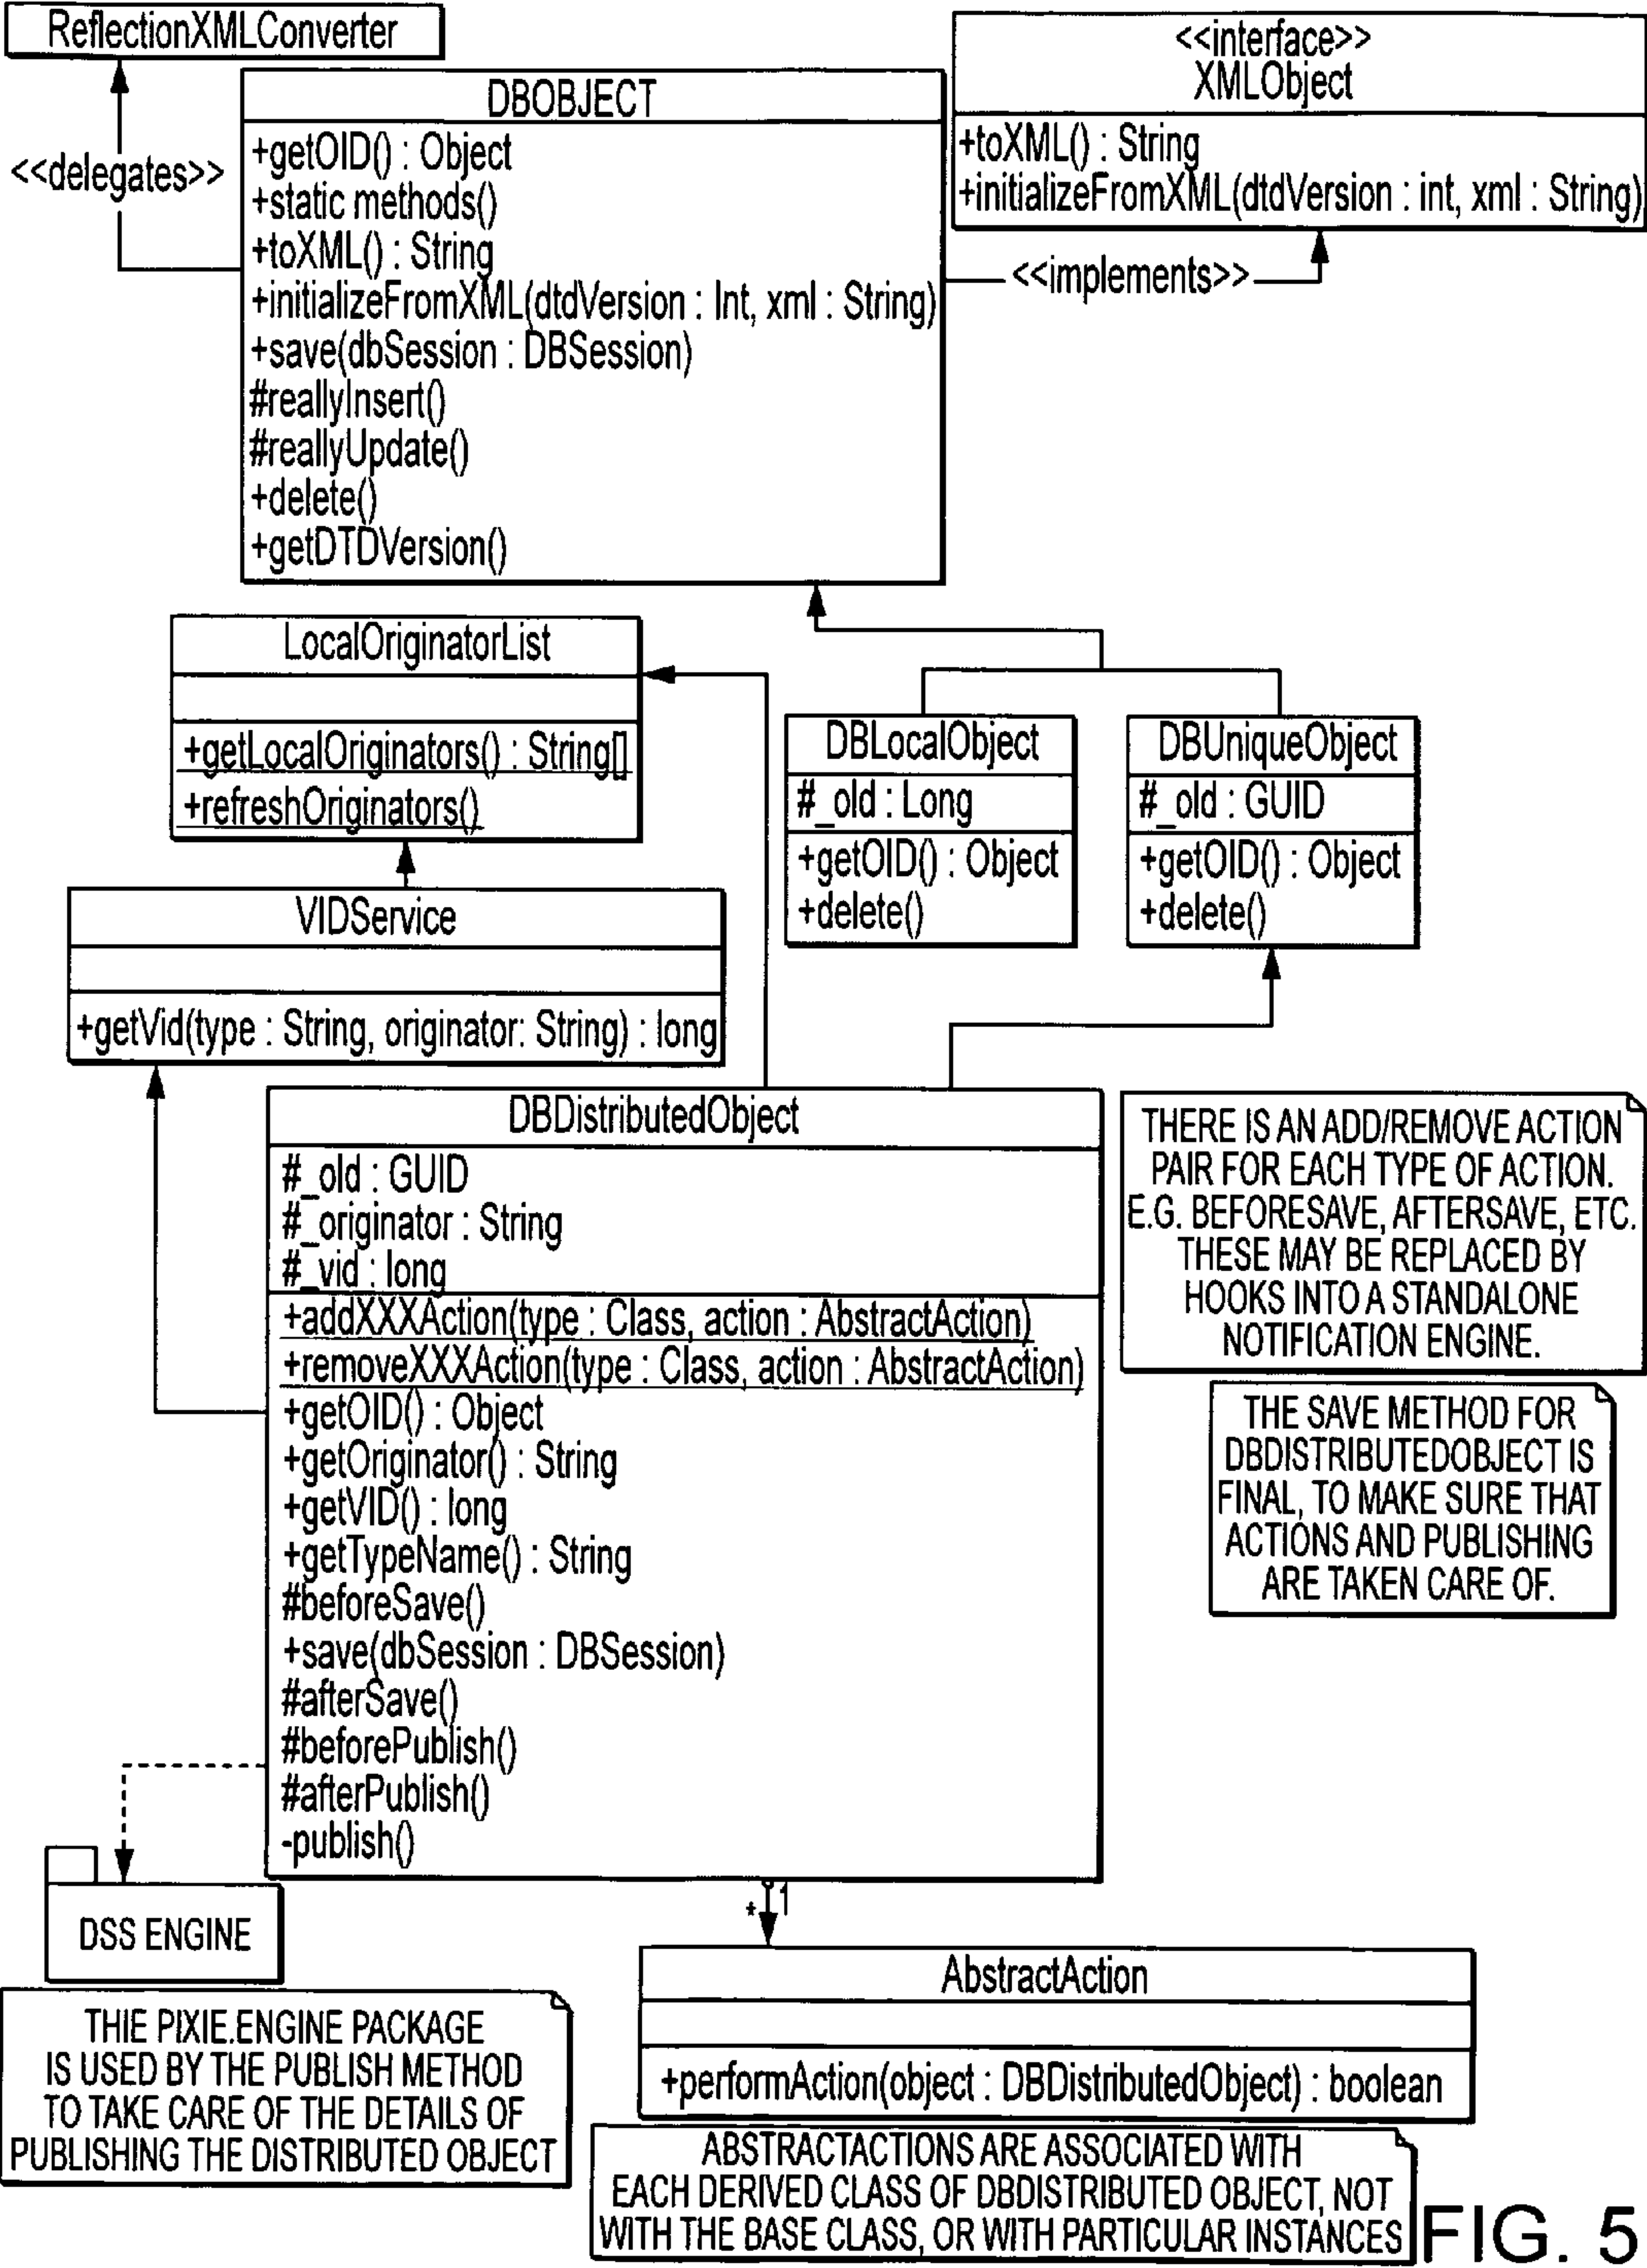 ReflectionXMLConverter
<<delegates>>
DBOBJECT
+getOID() : Object
+static methods()
+toXML() : String
+initializeFromXML(dtdVersion : Int, xml : String)
+save(dbSession : DBSession)
#reallyInsert()
#reallyUpdate()
+delete()
+getDTDVersion()
<<interface>>
XMLObject
+toXML() : String
+initializeFromXML(dtdVersion : int, xml : String)
<<implements>>
LocalOriginatorList
+getLocalOriginators() : String[]
+refreshOriginators()
DBLocalObject
#_old : Long
+getOID() : Object
+delete()
DBUniqueObject
#_old : GUID
+getOID() : Object
+delete()
VIDService
+getVid(type : String, originator: String) : long
DBDistributedObject
#_old : GUID
#_originator : String
#_vid : long
+addXXXAction(type : Class, action : AbstractAction)
+removeXXXAction(type : Class, action : AbstractAction)
+getOID() : Object
+getOriginator() : String
+getVID() : long
+getTypeName() : String
#beforeSave()
+save(dbSession : DBSession)
#afterSave()
#beforePublish()
#afterPublish()
-publish()
THERE IS AN ADD/REMOVE ACTION
PAIR FOR EACH TYPE OF ACTION.
E.G. BEFORESAVE, AFTERSAVE, ETC.
THESE MAY BE REPLACED BY
HOOKS INTO A STANDALONE
NOTIFICATION ENGINE.
THE SAVE METHOD FOR
DBDISTRIBUTEDOBJECT IS
FINAL, TO MAKE SURE THAT
ACTIONS AND PUBLISHING
ARE TAKEN CARE OF.
DSS ENGINE
* 1
THIE PIXIE.ENGINE PACKAGE
IS USED BY THE PUBLISH METHOD
TO TAKE CARE OF THE DETAILS OF
PUBLISHING THE DISTRIBUTED OBJECT
AbstractAction
+performAction(object : DBDistributedObject) : boolean
ABSTRACTACTIONS ARE ASSOCIATED WITH
EACH DERIVED CLASS OF DBDISTRIBUTED OBJECT, NOT
WITH THE BASE CLASS, OR WITH PARTICULAR INSTANCES
FIG. 5